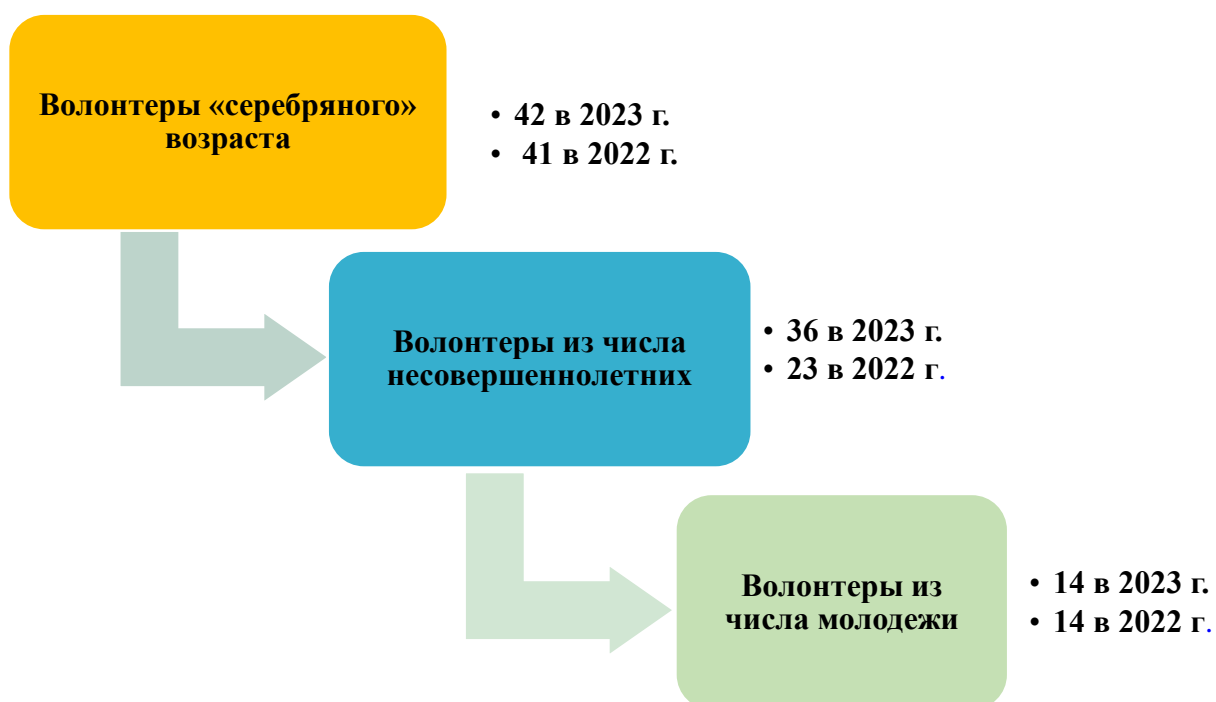 Волонтеры «серебряного»
возраста
• 42 в 2023 г.
• 41 в 2022 г.
Волонтеры из числа
несовершеннолетних
• 36 в 2023 г.
• 23 в 2022 г.
Волонтеры из
числа молодежи
• 14 в 2023 г.
• 14 в 2022 г.